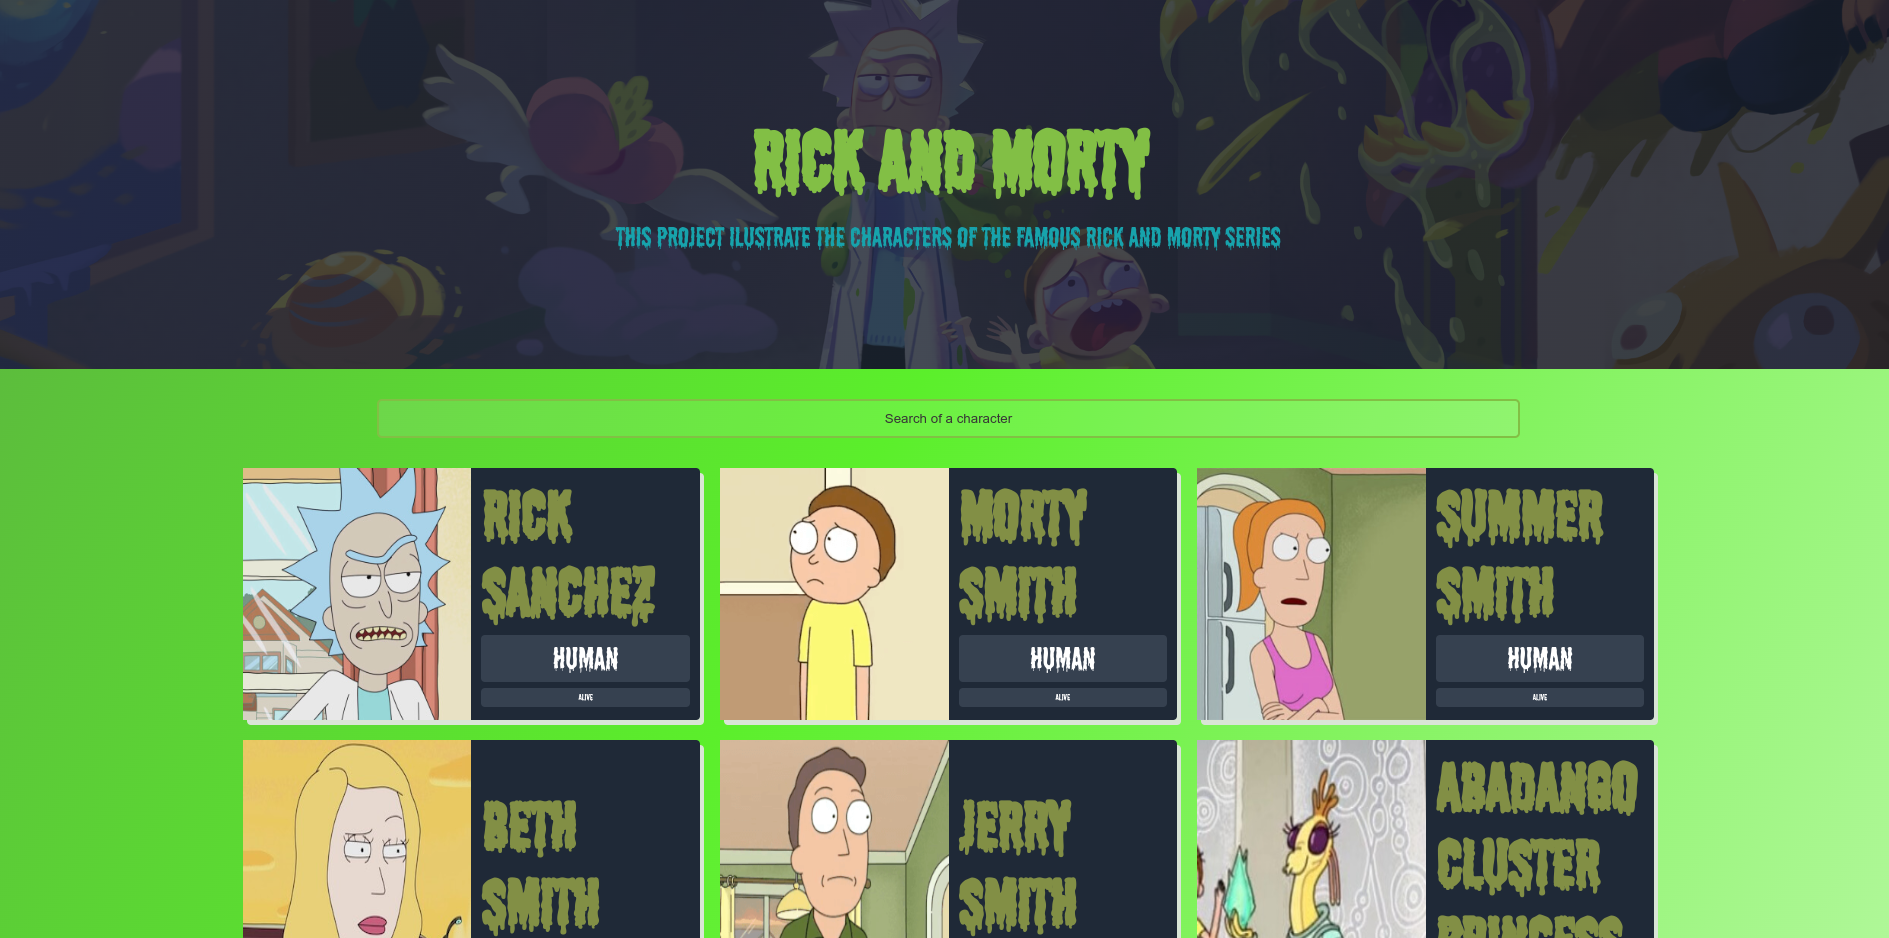 RICK AND MORTY
THIS PROJECT ILUSTRATE THE CHARACTERS OF THE FAMOUS RICK AND MORTY SERIES
Search of a character
RICK
SANCHEZ
HUMAN
ALIVE
MORTY
SMITH
HUMAN
ALIVE
SUMMER
SMITH
HUMAN
ALIVE
BETH
SMITH
JERRY
SMITH
ABADANGO
CLUSTER
PRINCESS